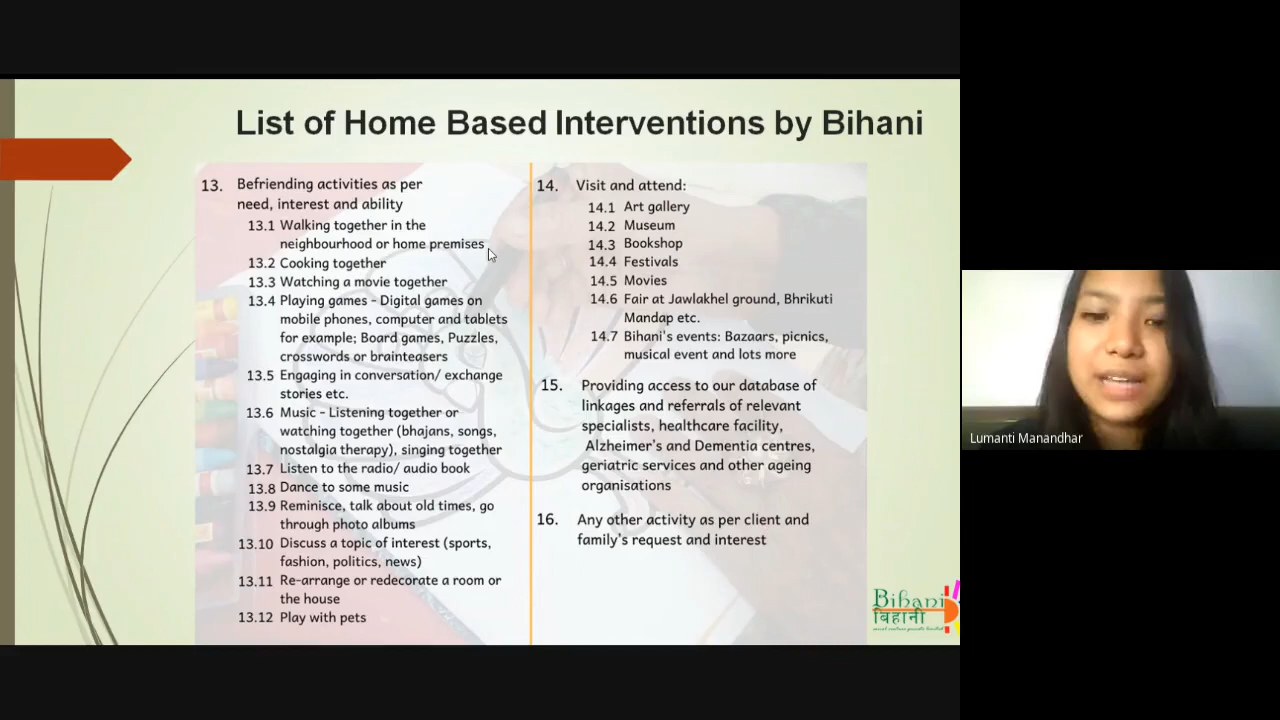 List of Home Based Interventions by Bihani
13. Befriending activities as per
need, interest and ability
13.1 Walking together in the
neighbourhood or home premises
13.2 Cooking together
13.3 Watching a movie together
13.4 Playing games - Digital games on
mobile phones, computer and tablets
for example; Board games, Puzzles,
crosswords or brainteasers
13.5 Engaging in conversation/ exchange
stories etc.
13.6 Music - Listening together or
watching together (bhajans, songs,
nostalgia therapy), singing together
13.7 Listen to the radio/ audio book
13.8 Dance to some music
13.9 Reminisce, talk about old times, go
through photo albums
13.10 Discuss a topic of interest (sports,
fashion, politics, news)
13.11 Re-arrange or redecorate a room or
the house
13.12 Play with pets
14. Visit and attend:
14.1 Art gallery
14.2 Museum
14.3 Bookshop
14.4 Festivals
14.5 Movies
14.6 Fair at Jawlakhel ground, Bhrikuti
Mandap etc.
14.7 Bihani's events: Bazaars, picnics,
musical event and lots more
15. Providing access to our database of
linkages and referrals of relevant
specialists, healthcare facility,
Alzheimer's and Dementia centres,
geriatric services and other ageing
organisations
16. Any other activity as per client and
family's request and interest
Bihani
बिहानी
Lumanti Manandhar